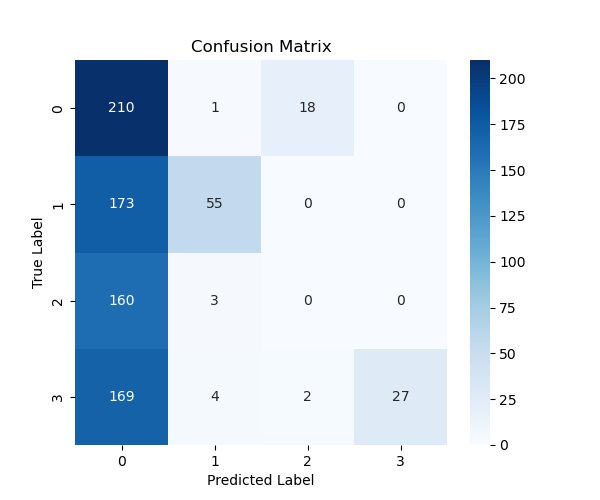 Confusion Matrix
0 210 1 18 0
1 173 55 0 0
2 160 3 0 0
3 169 4 2 27
0 1 2 3
Predicted Label
True Label
200
175
150
125
100
75
50
25
0